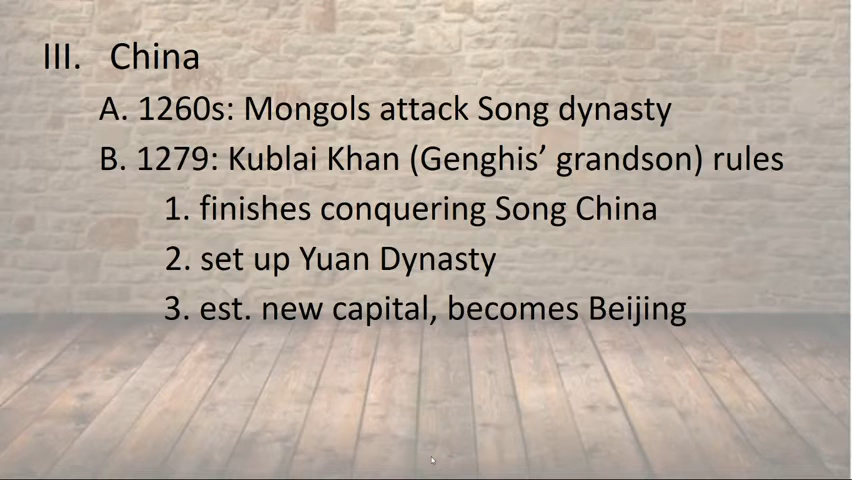 III. China
A. 1260s: Mongols attack Song dynasty
B. 1279: Kublai Khan (Genghis’ grandson) rules
1. finishes conquering Song China
2. set up Yuan Dynasty
3. est. new capital, becomes Beijing